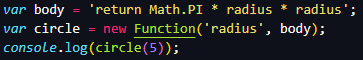 var body = 'return Math.PI * radius * radius';
var circle = new Function('radius', body);
console.log(circle(5));